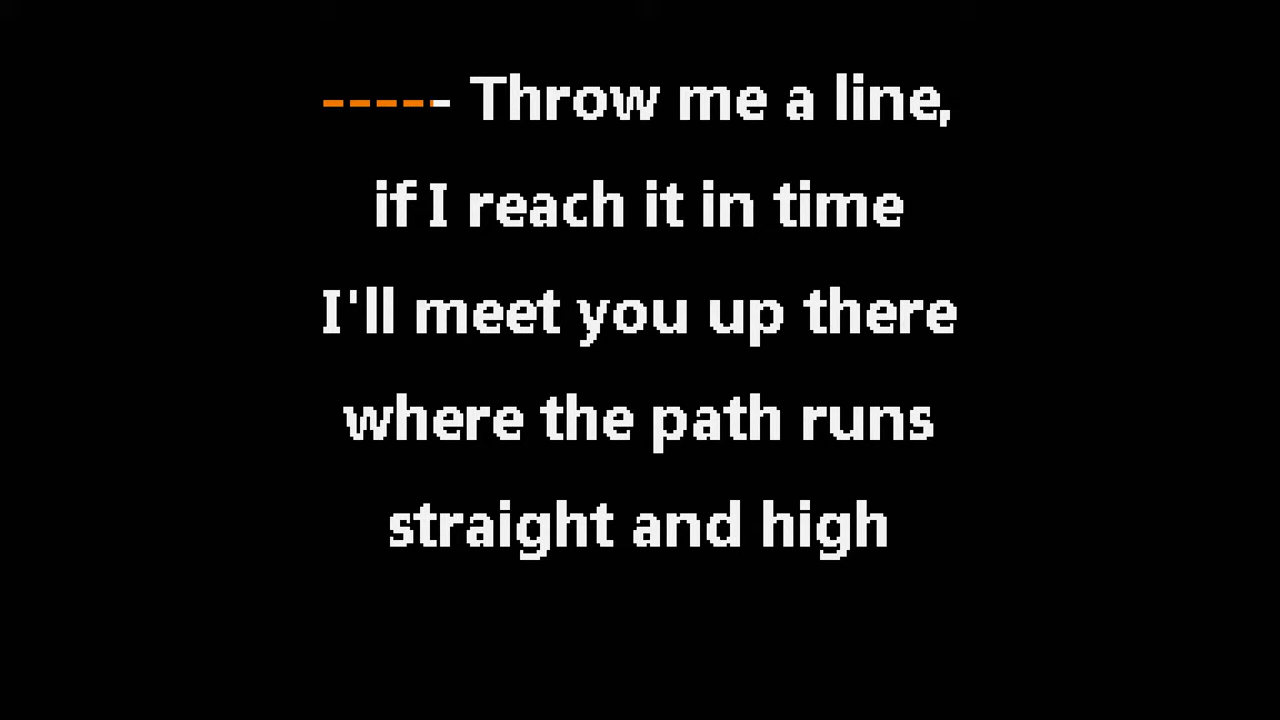 ----- Throw me a line,
if I reach it in time
I'll meet you up there
where the path runs
straight and high